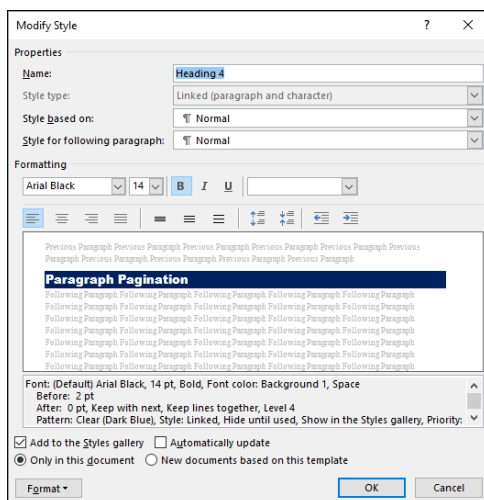 Modify Style ? ×
Properties
Name: Heading 4
Style type: Linked (paragraph and character)
Style based on: ¶ Normal
Style for following paragraph: ¶ Normal
Formatting
Arial Black 14 B I U
Previous Paragraph Previous Paragraph Previous Paragraph Previous Paragraph Previous Paragraph Previous
Paragraph Previous Paragraph Previous Paragraph Previous Paragraph Previous Paragraph
Paragraph Pagination
Following Paragraph Following Paragraph Following Paragraph Following Paragraph Following Paragraph
Following Paragraph Following Paragraph Following Paragraph Following Paragraph Following Paragraph
Following Paragraph Following Paragraph Following Paragraph Following Paragraph Following Paragraph
Following Paragraph Following Paragraph Following Paragraph Following Paragraph Following Paragraph
Following Paragraph Following Paragraph Following Paragraph Following Paragraph Following Paragraph
Following Paragraph Following Paragraph Following Paragraph Following Paragraph Following Paragraph
Following Paragraph Following Paragraph Following Paragraph Following Paragraph Following Paragraph
Font: (Default) Arial Black, 14 pt, Bold, Font color: Background 1, Space
Before: 2 pt
After: 0 pt, Keep with next, Keep lines together, Level 4
Pattern: Clear (Dark Blue), Style: Linked, Hide until used, Show in the Styles gallery, Priority:
Add to the Styles gallery Automatically update
Only in this document New documents based on this template
Format OK Cancel